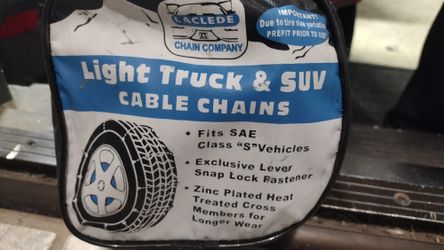 LACLEDE
CHAIN COMPANY
IMPORTANT!
Due to tire size variation
PREFIT PRIOR TO USE!
Light Truck & SUV
CABLE CHAINS
• Fits SAE
Class "S" Vehicles
• Exclusive Lever
Snap Lock Fastener
• Zinc Plated Heat
Treated Cross
Members for
Longer Wear